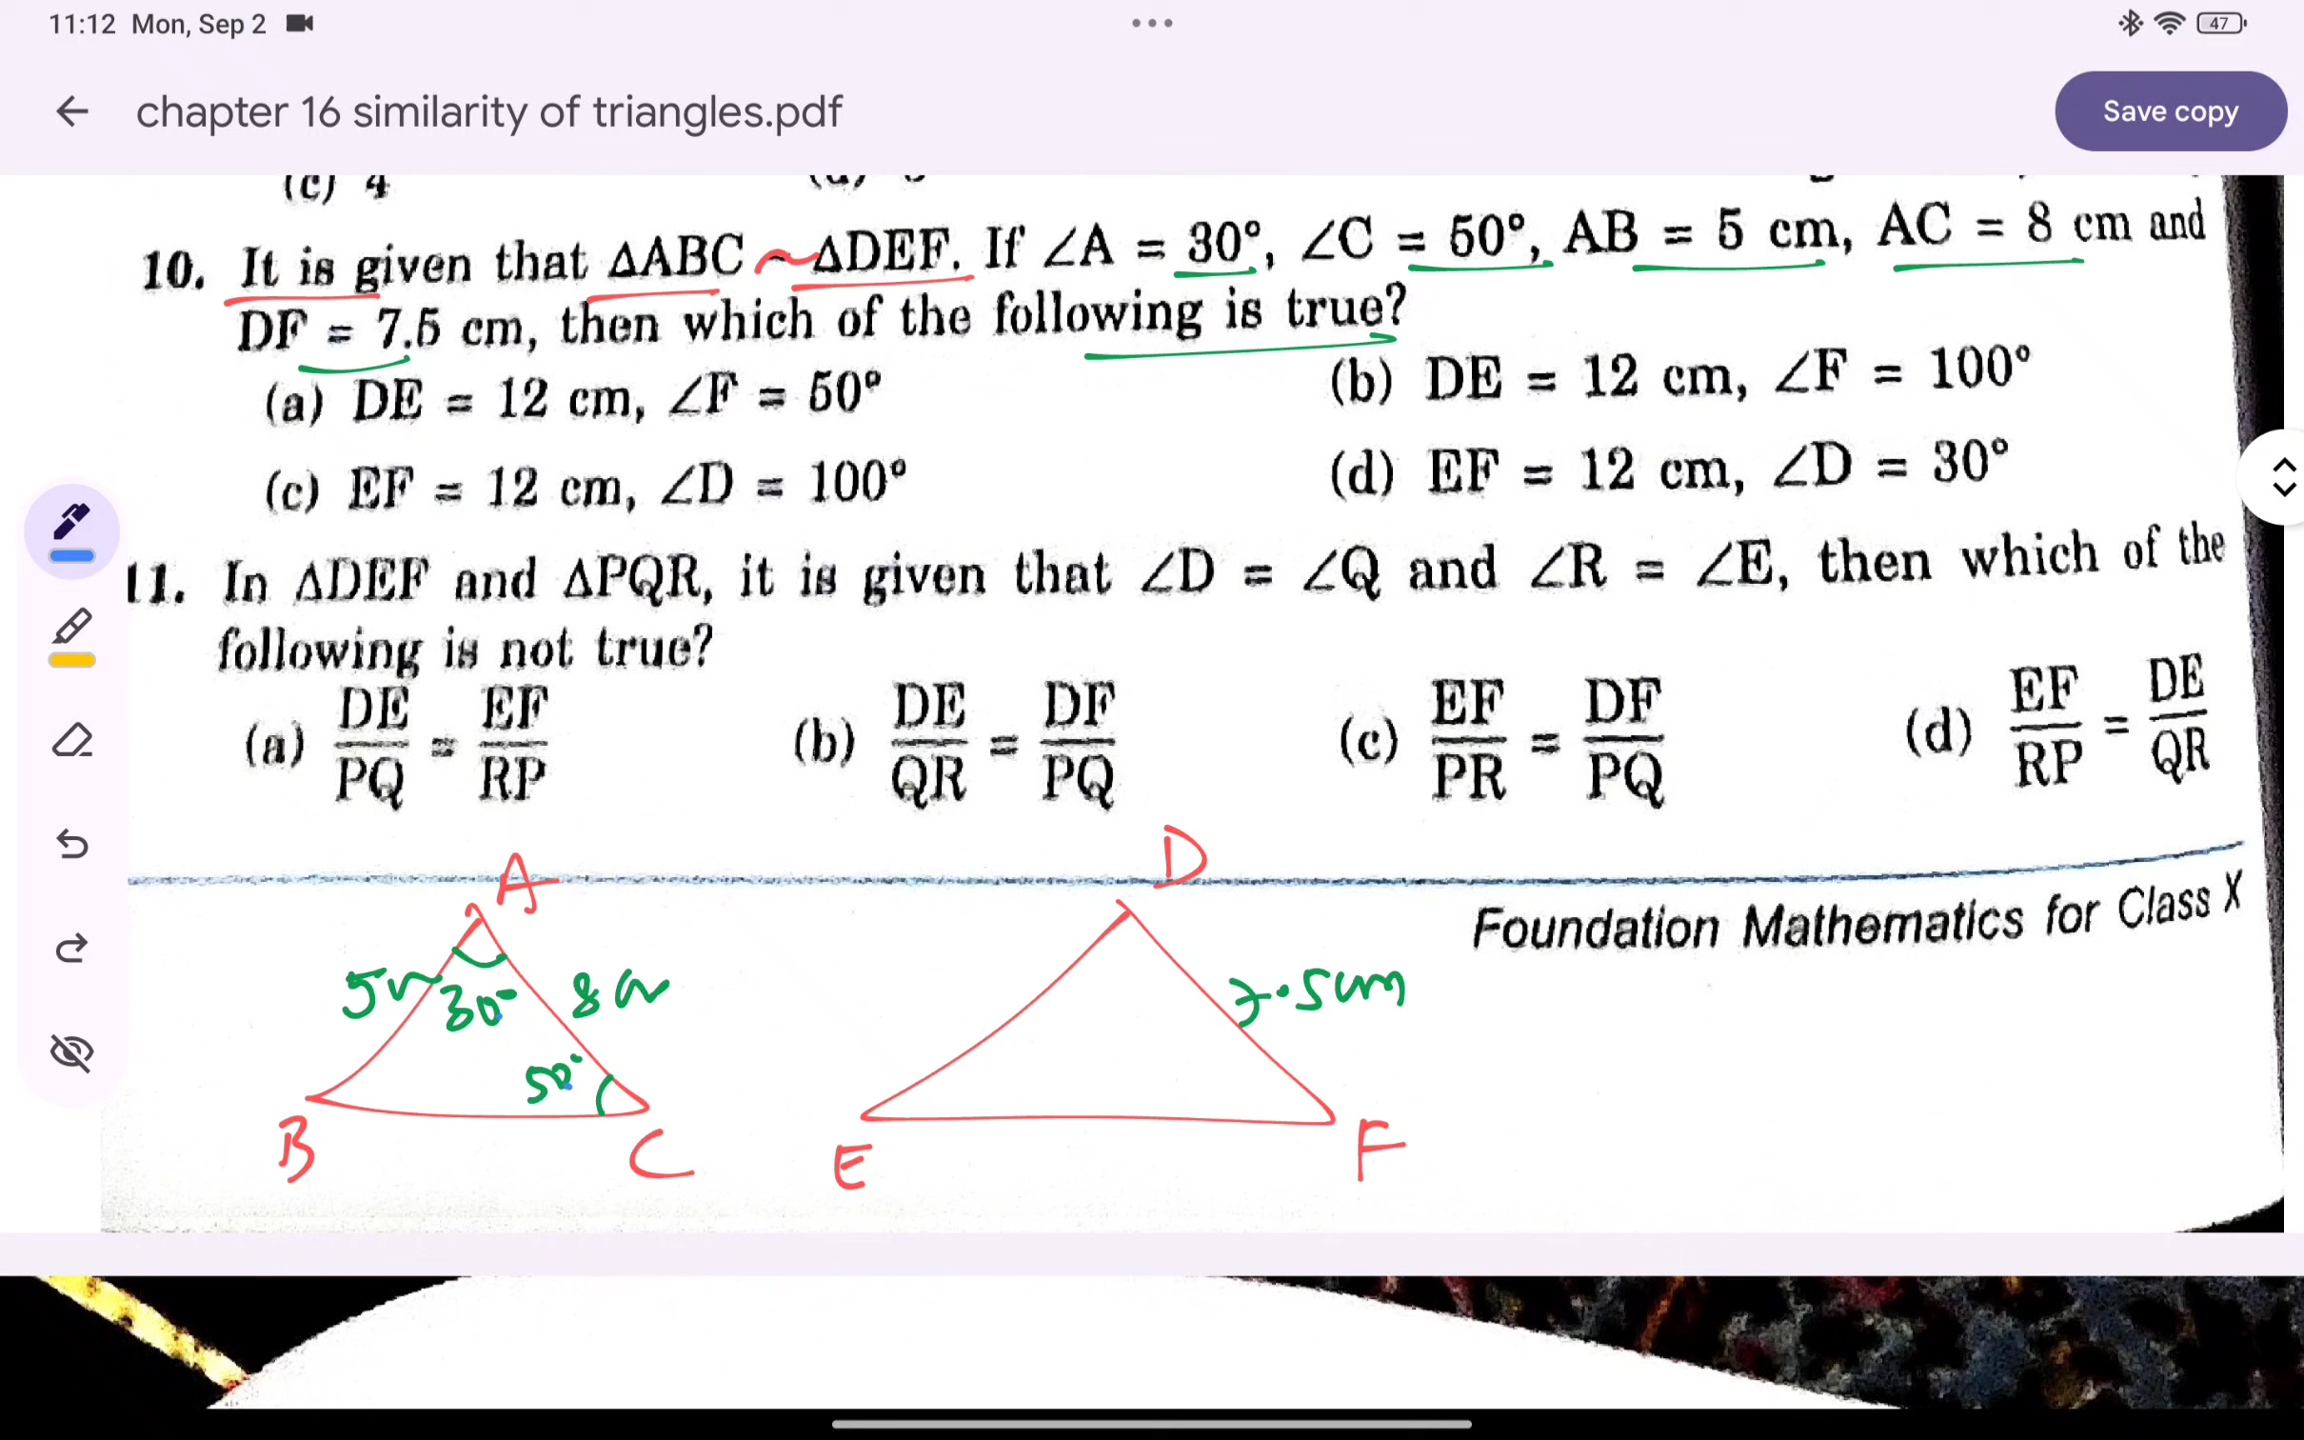 11:12 Mon, Sep 2
47
chapter 16 similarity of triangles.pdf
Save copy
(c) 4
10. It is given that ΔABC ~ ΔDEF. If ∠A = 30°, ∠C = 50°, AB = 5 cm, AC = 8 cm and
DF = 7.5 cm, then which of the following is true?
(a) DE = 12 cm, ∠F = 50° (b) DE = 12 cm, ∠F = 100°
(c) EF = 12 cm, ∠D = 100° (d) EF = 12 cm, ∠D = 30°
11. In ΔDEF and ΔPQR, it is given that ∠D = ∠Q and ∠R = ∠E, then which of the
following is not true?
(a) DE/PQ = EF/RP (b) DE/QR = DF/PQ (c) EF/PR = DF/PQ (d) EF/RP = DE/QR
Foundation Mathematics for Class X
A
D
30° 8
7.5cm
50°
B C E F